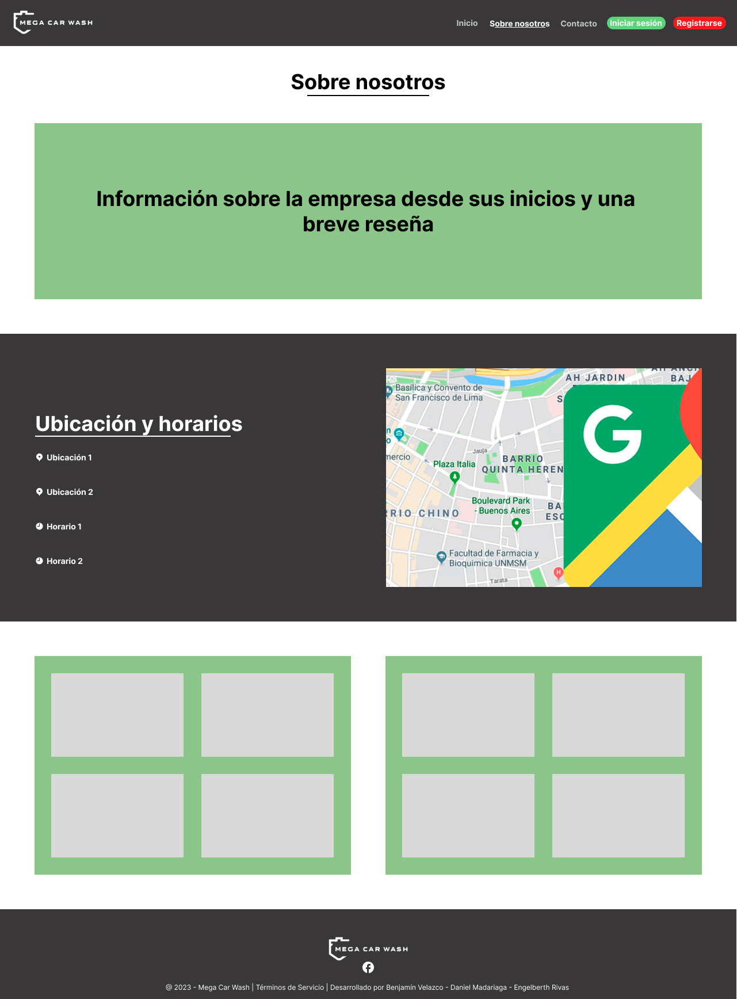 MEGA CAR WASH
Inicio
Sobre nosotros
Contacto
Iniciar sesión
Registrarse
Sobre nosotros
Información sobre la empresa desde sus inicios y una
breve reseña
Ubicación y horarios
Ubicación 1
Ubicación 2
Horario 1
Horario 2
AH JARDIN
BAJ
Basílica y Convento de
San Francisco de Lima
S
G
n
o
mercio
Jauja
Plaza Italia
BARRIO
QUINTA HEREN
Boulevard Park
- Buenos Aires
BA
ESC
RRIO CHINO
Facultad de Farmacia y
Bioquimica UNMSM
H
Tarata
MEGA CAR WASH
@ 2023 - Mega Car Wash | Términos de Servicio | Desarrollado por Benjamín Velazco - Daniel Madariaga - Engelberth Rivas